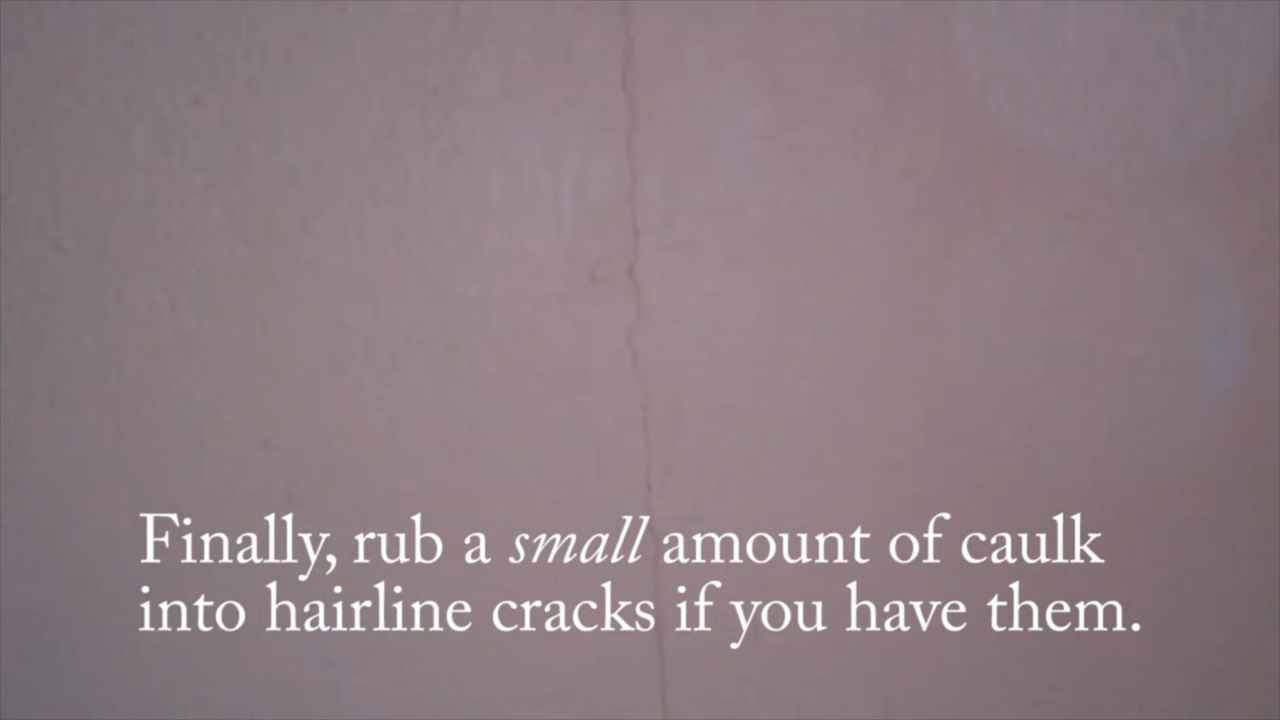 Finally, rub a small amount of caulk
into hairline cracks if you have them.